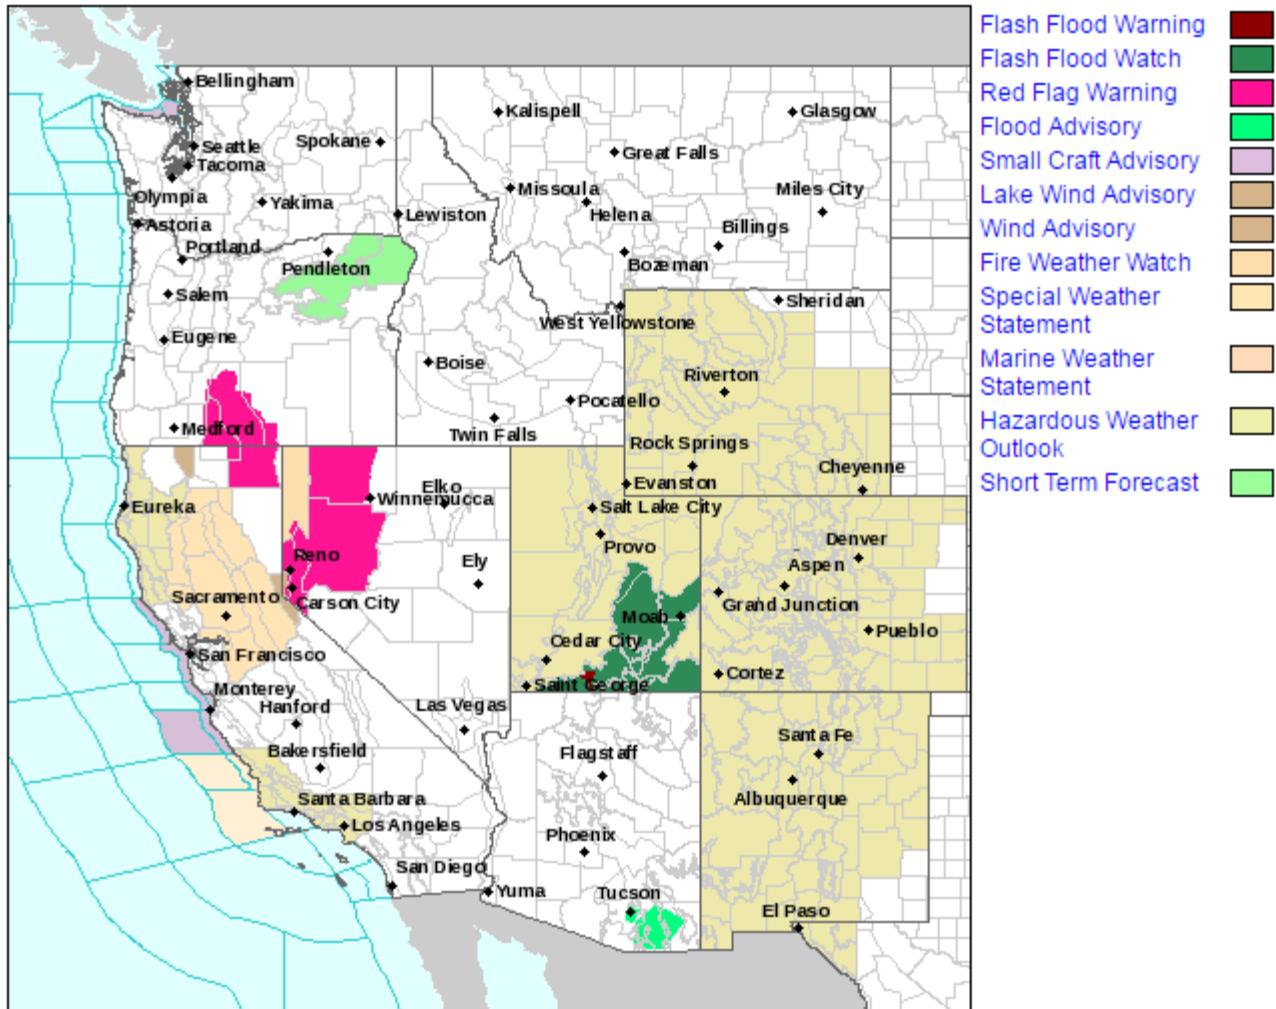 Flash Flood Warning
Flash Flood Watch
Red Flag Warning
Flood Advisory
Small Craft Advisory
Lake Wind Advisory
Wind Advisory
Fire Weather Watch
Special Weather
Statement
Marine Weather
Statement
Hazardous Weather
Outlook
Short Term Forecast
Bellingham
Kalispell
Glasgow
Spokane
Seattle
Great Falls
Tacoma
Missoula
Miles City
Olympia
Yakima
Lewiston
Helena
Astoria
Billings
Portland
Pendleton
Bozeman
Salem
Sheridan
West Yellowstone
Eugene
Boise
Riverton
Pocatello
Medford
Twin Falls
Rock Springs
Cheyenne
Evanston
Elko
Winnemucca
Eureka
Salt Lake City
Denver
Provo
Reno
Ely
Aspen
Sacramento
Carson City
Grand Junction
Moab
Pueblo
Cedar City
San Francisco
Cortez
Saint George
Monterey
Hanford
Las Vegas
Santa Fe
Bakersfield
Flagstaff
Santa Barbara
Albuquerque
Los Angeles
Phoenix
San Diego
Yuma
Tucson
El Paso